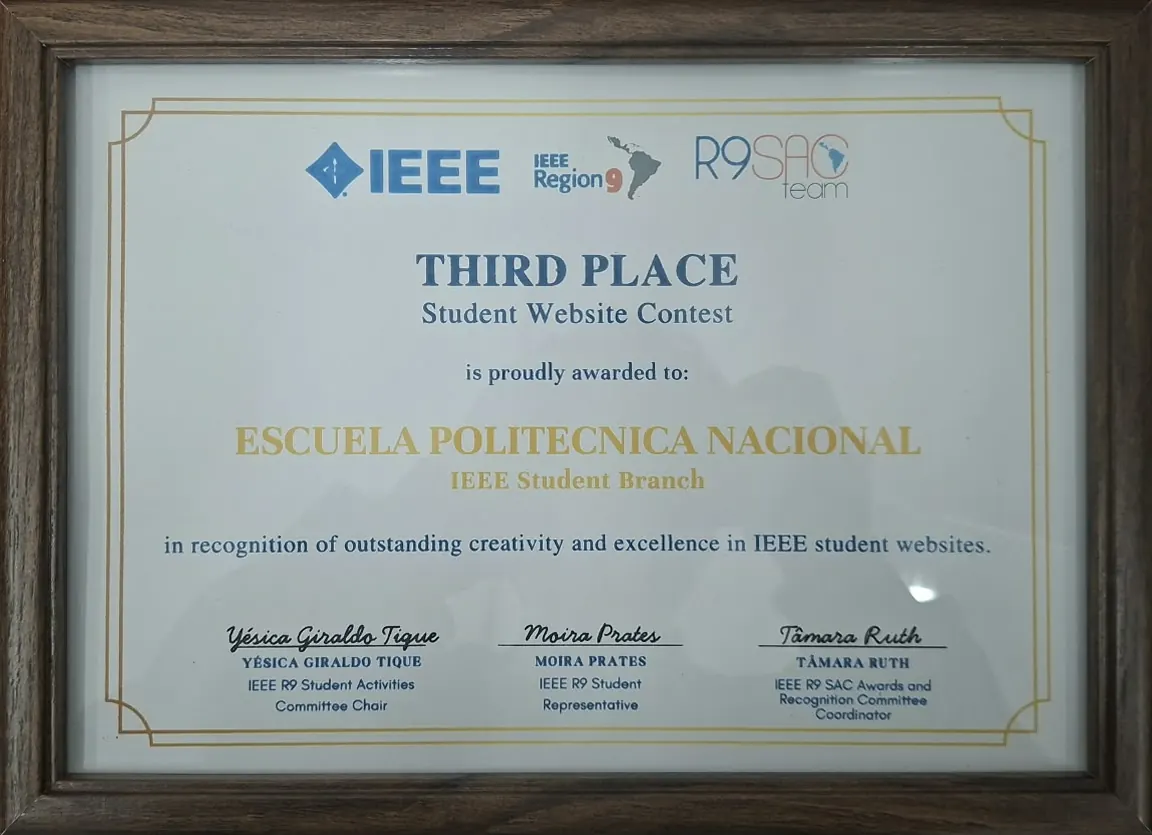 IEEE
IEEE
Region9
R9SAC
team
THIRD PLACE
Student Website Contest
is proudly awarded to:
ESCUELA POLITECNICA NACIONAL
IEEE Student Branch
in recognition of outstanding creativity and excellence in IEEE student websites.
Yésica Giraldo Tique
YÉSICA GIRALDO TIQUE
IEEE R9 Student Activities
Committee Chair
Moira Prates
MOIRA PRATES
IEEE R9 Student
Representative
Tâmara Ruth
TÂMARA RUTH
IEEE R9 SAC Awards and
Recognition Committee
Coordinator